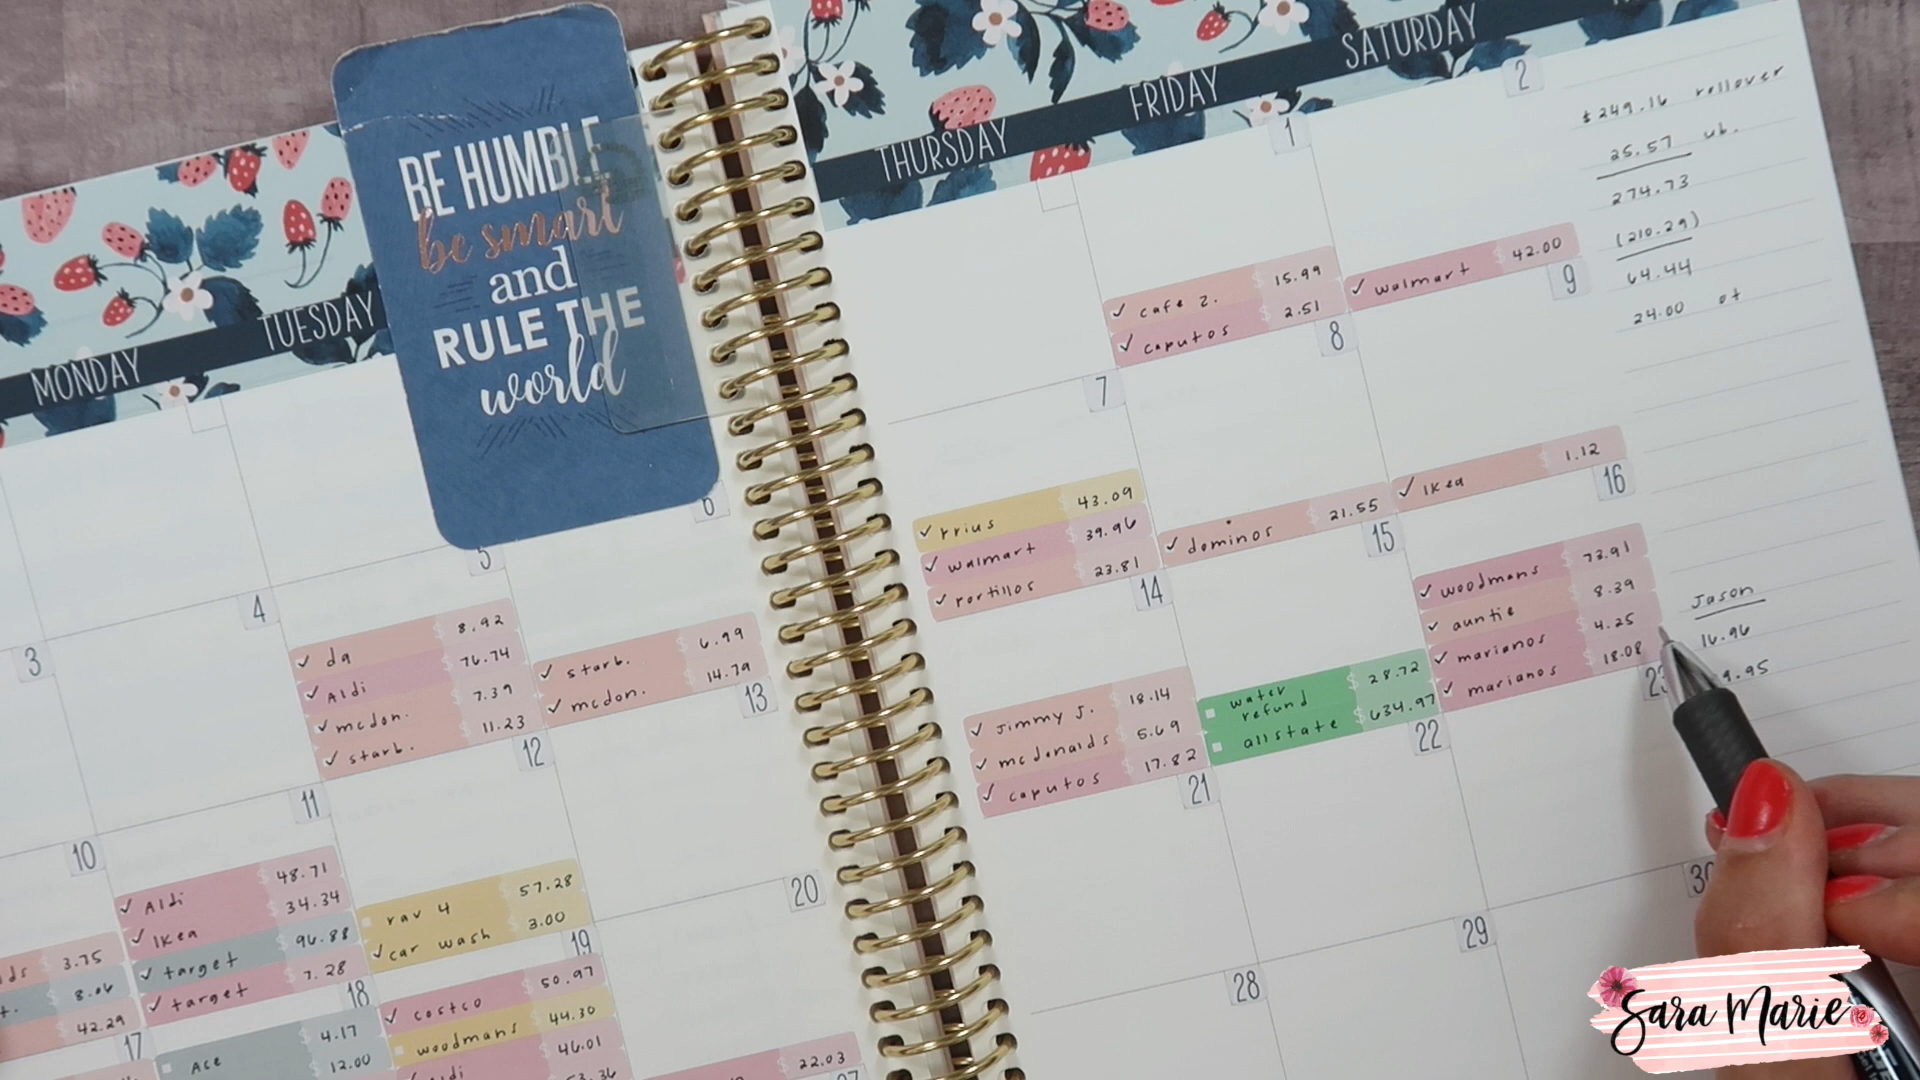 BE HUMBLE
be smart
and
RULE THE
world
MONDAY
TUESDAY
THURSDAY
FRIDAY
SATURDAY
3
4
5
6
da 8.92
Aldi 76.74
mcdon. 7.39
starb. 11.23
starb. 6.99
mcdon. 14.79
10
11
12
13
3.75
8.06
42.29
Aldi 48.71
Ikea 34.34
target 96.88
target 7.28
rav 4 57.28
car wash 3.00
17
18
19
20
Ace 4.17
12.00
costco 50.97
woodmans 44.30
46.01
22.03
1
2
cafe 2. 15.99
caputos 2.51
walmart 42.00
7
8
9
43.09
walmart $39.96
portillos 23.81
dominos 21.55
Ikea 1.12
14
15
16
Jimmy J. 18.14
mcdonalds 5.69
caputos 17.82
water
refund $28.72
allstate $634.97
woodmans 73.91
auntie 8.39
marianos 4.25
marianos 18.08
21
22
28
29
$249.16 rollover
25.57 ub.
274.73
(210.29)
64.44
24.00 ot
Jason
16.96
9.95
Sara Marie